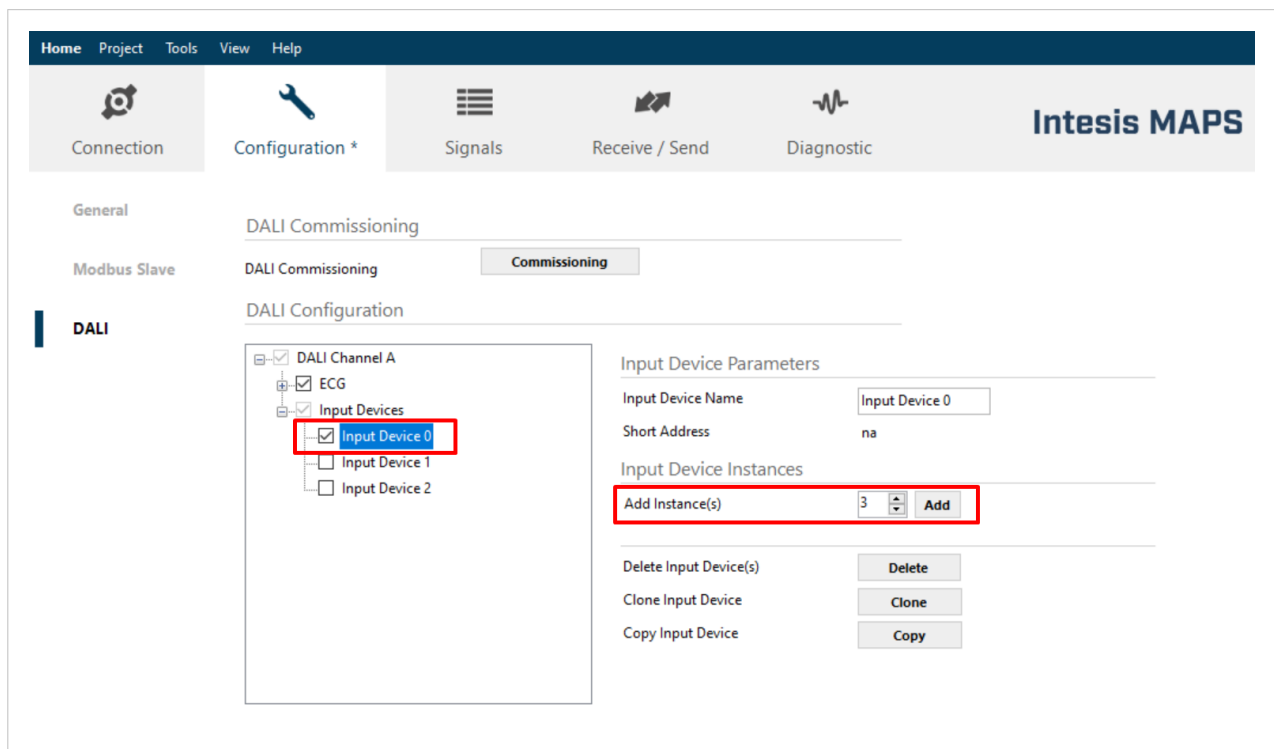 Home Project Tools View Help
Connection
Configuration *
Signals
Receive / Send
Diagnostic
Intesis MAPS
General
Modbus Slave
DALI
DALI Commissioning
DALI Commissioning Commissioning
DALI Configuration
DALI Channel A
ECG
Input Devices
Input Device 0
Input Device 1
Input Device 2
Input Device Parameters
Input Device Name Input Device 0
Short Address na
Input Device Instances
Add Instance(s) 3 Add
Delete Input Device(s) Delete
Clone Input Device Clone
Copy Input Device Copy